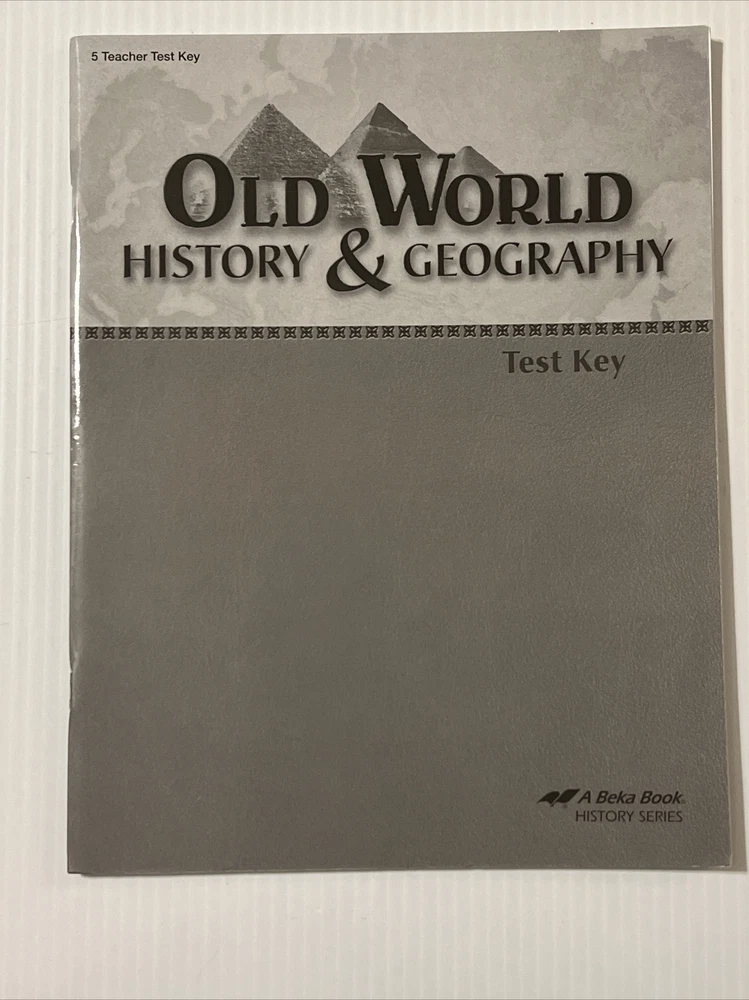 5 Teacher Test Key
OLD WORLD
HISTORY & GEOGRAPHY
Test Key
A Beka Book®
HISTORY SERIES